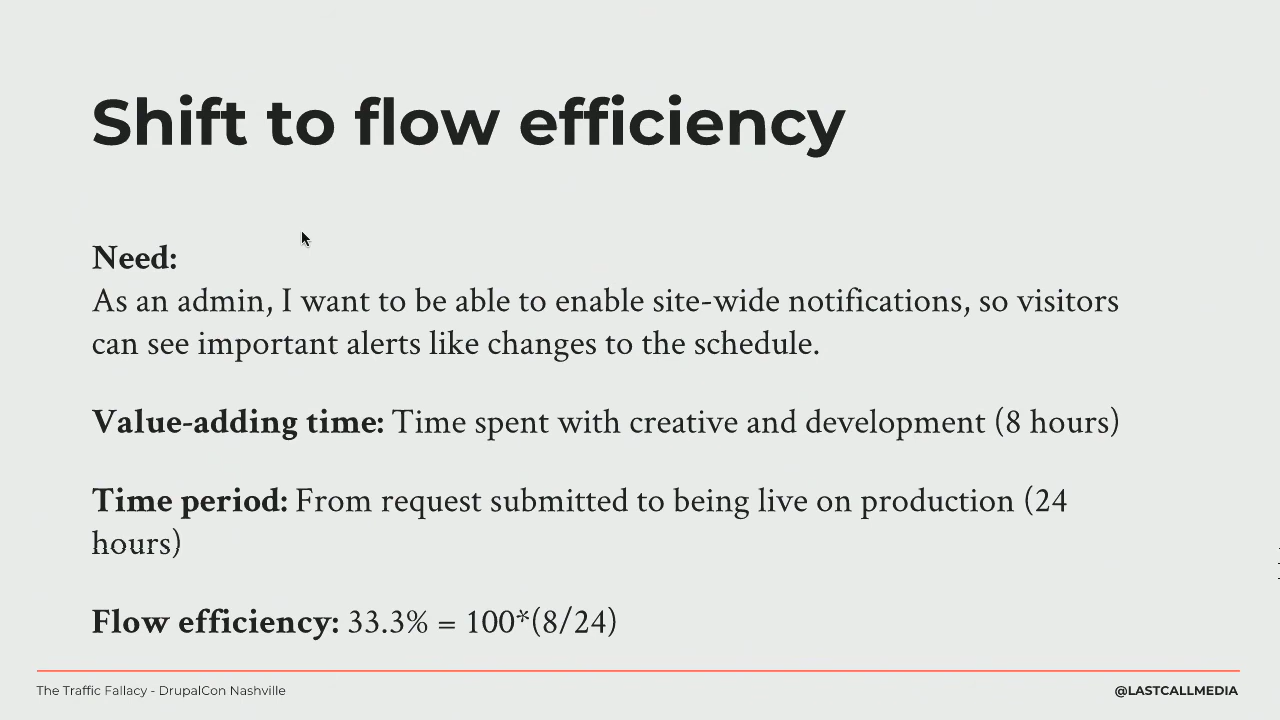 Shift to flow efficiency
Need:
As an admin, I want to be able to enable site-wide notifications, so visitors
can see important alerts like changes to the schedule.
Value-adding time: Time spent with creative and development (8 hours)
Time period: From request submitted to being live on production (24
hours)
Flow efficiency: 33.3% = 100*(8/24)
The Traffic Fallacy - DrupalCon Nashville
@LASTCALLMEDIA